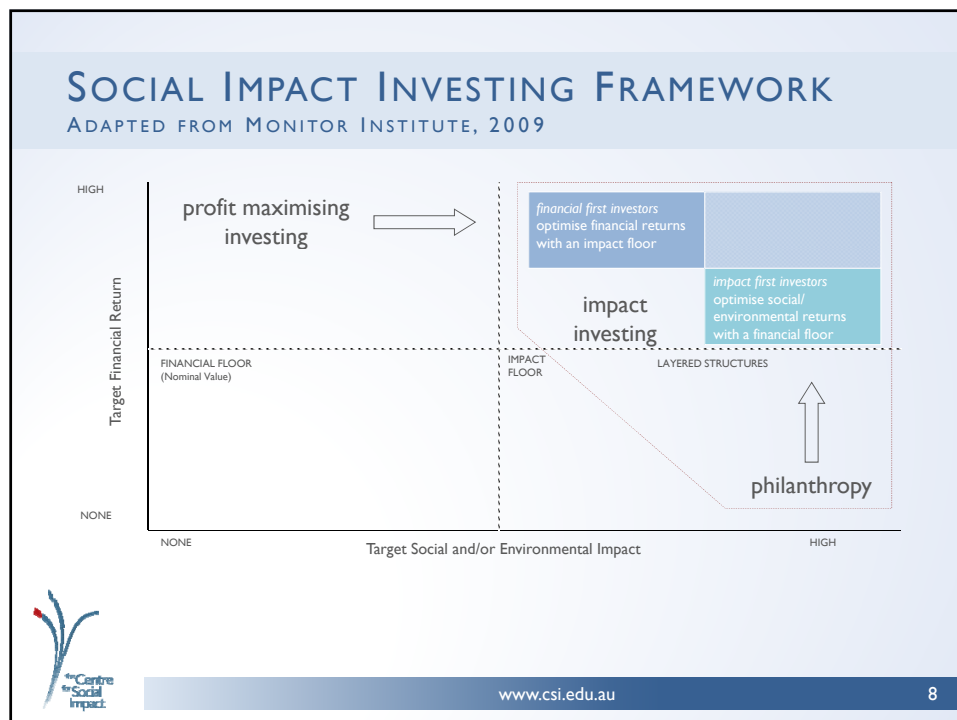 SOCIAL IMPACT INVESTING FRAMEWORK
ADAPTED FROM MONITOR INSTITUTE, 2009
HIGH
profit maximising
investing
financial first investors
optimise financial returns
with an impact floor
impact first investors
optimise social/
environmental returns
with a financial floor
impact
investing
Target Financial Return
FINANCIAL FLOOR
(Nominal Value)
IMPACT
FLOOR
LAYERED STRUCTURES
philanthropy
NONE
NONE
Target Social and/or Environmental Impact
HIGH
the Centre
for Social
Impact
www.csi.edu.au
8